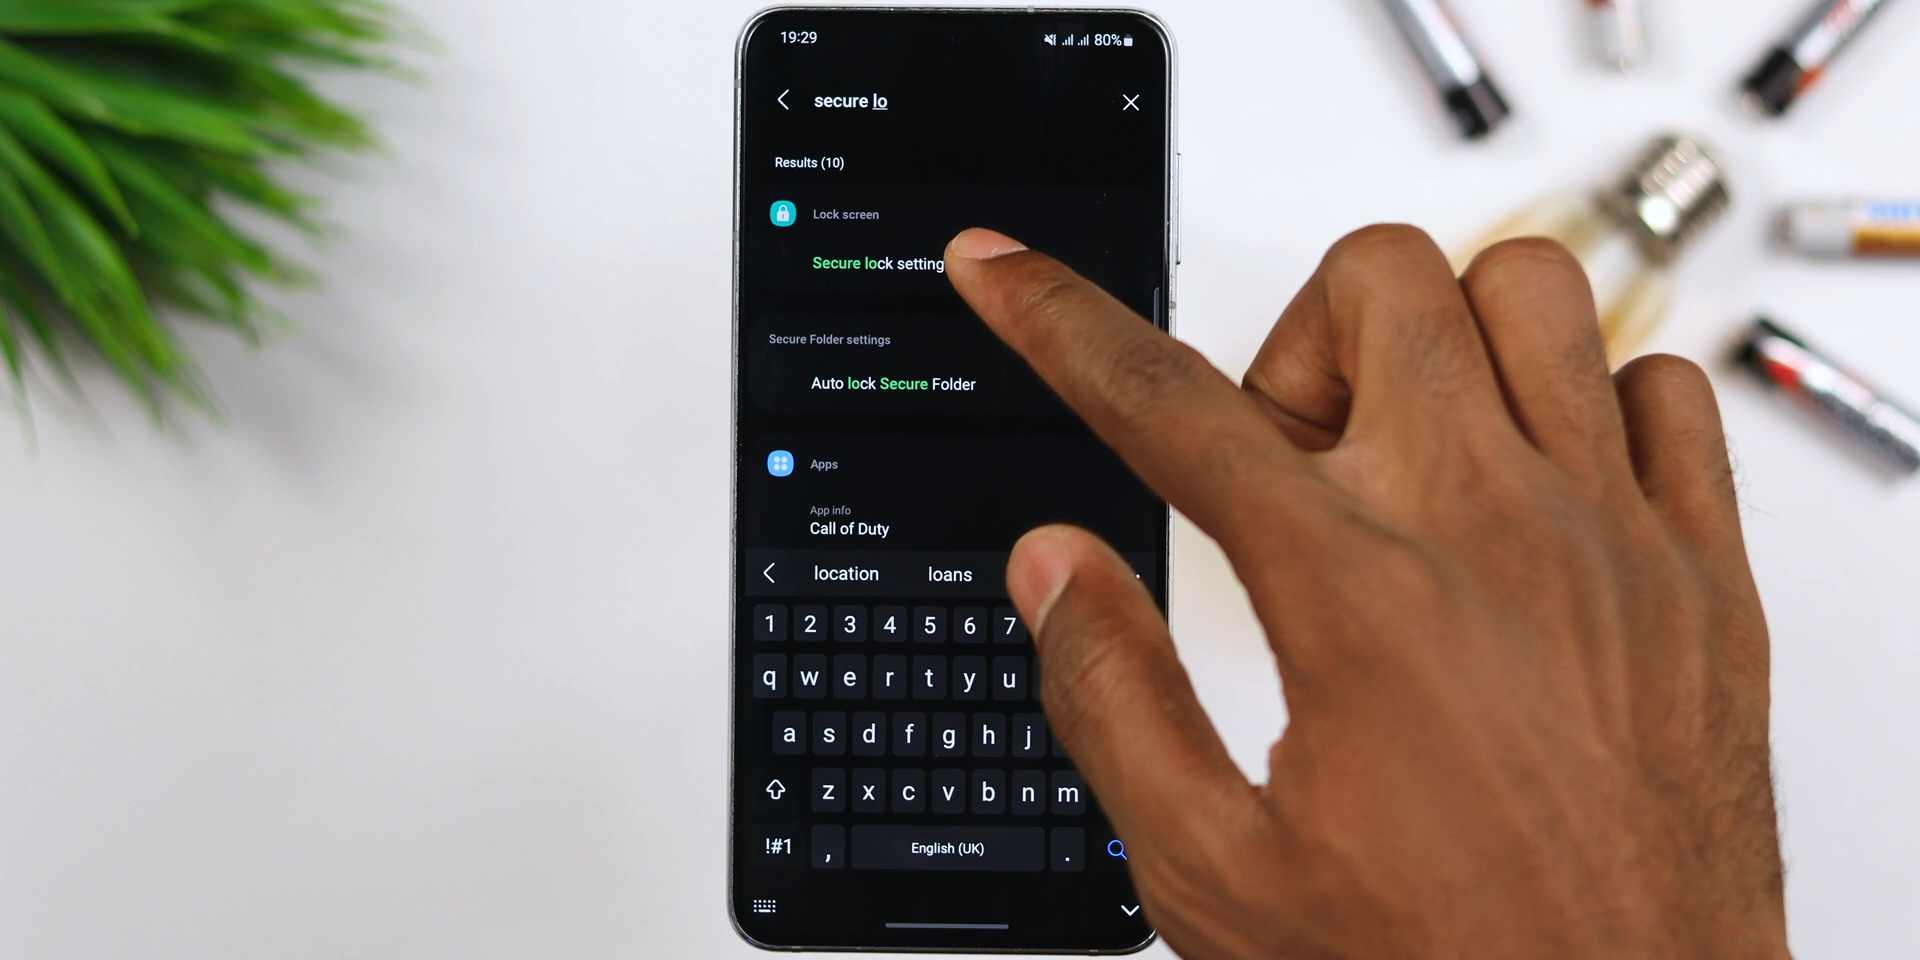 19:29 80%
secure lo
Results (10)
Lock screen
Secure lock setting
Secure Folder settings
Auto lock Secure Folder
Apps
App info
Call of Duty
location loans
1 2 3 4 5 6 7
q w e r t y u
a s d f g h j
z x c v b n m
!#1 , English (UK) .